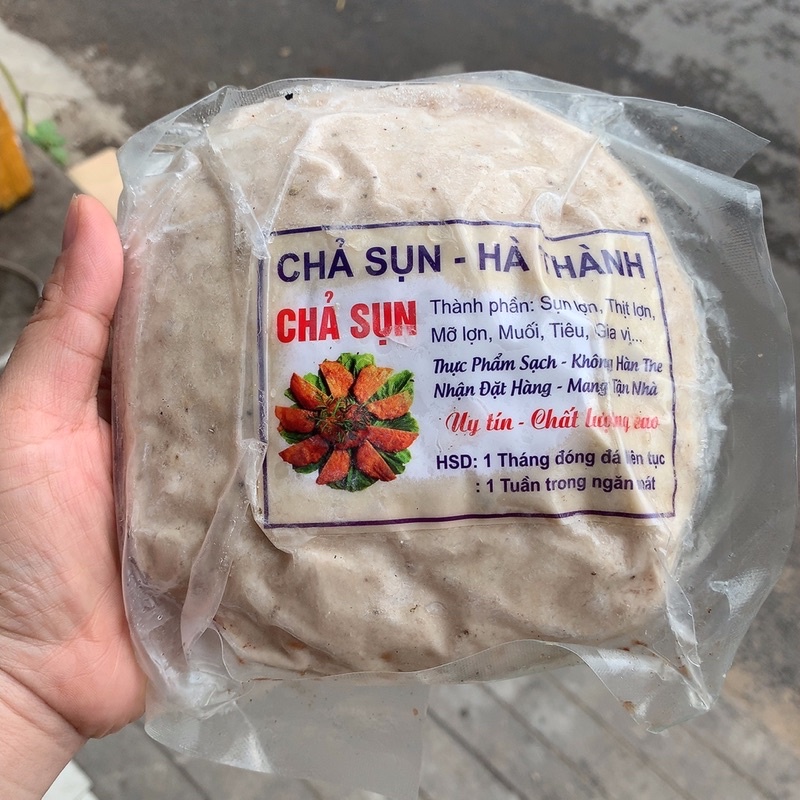 CHẢ SỤN - HÀ THÀNH
CHẢ SỤN
Thành phần: Sụn lợn, Thịt lợn,
Mỡ lợn, Muối, Tiêu, Gia vị...
Thực Phẩm Sạch - Không Hàn The
Nhận Đặt Hàng - Mang Tận Nhà
Uy tín - Chất lượng cao
HSD: 1 Tháng đóng đá liên tục
: 1 Tuần trong ngăn mát